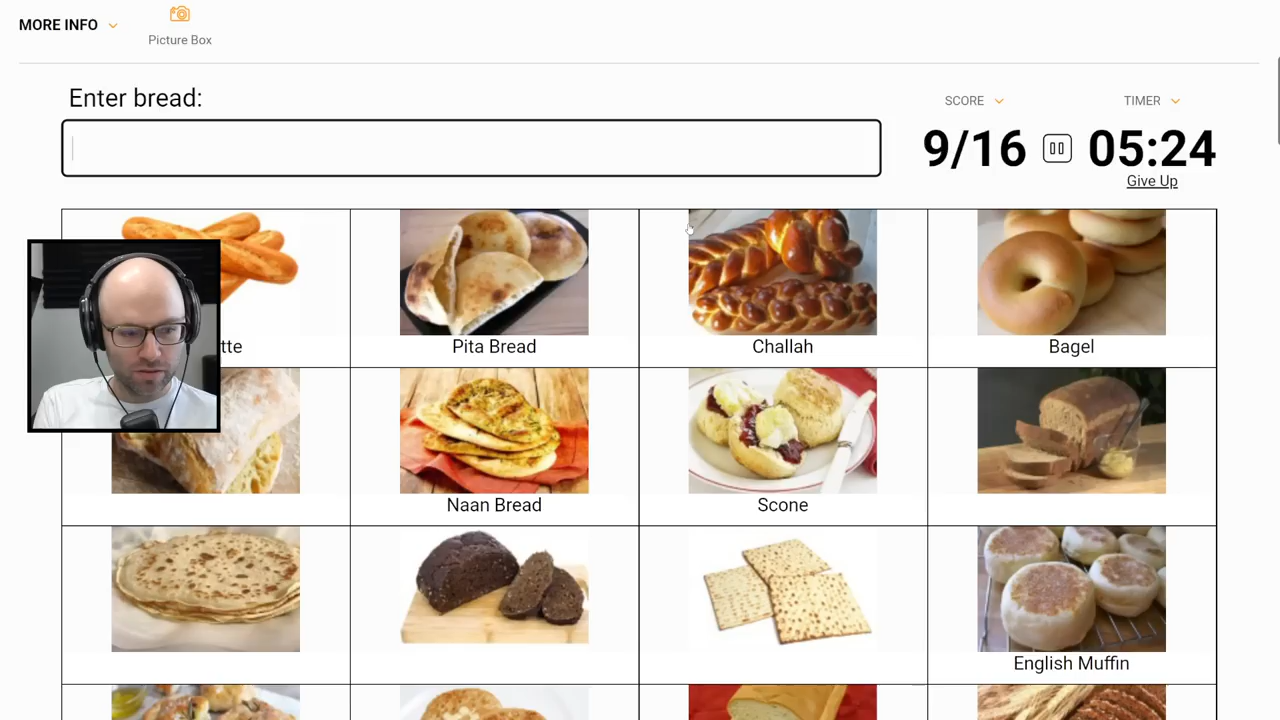 MORE INFO
Picture Box
Enter bread:
SCORE
TIMER
9/16
05:24
Give Up
tte
Pita Bread
Challah
Bagel
Naan Bread
Scone
English Muffin